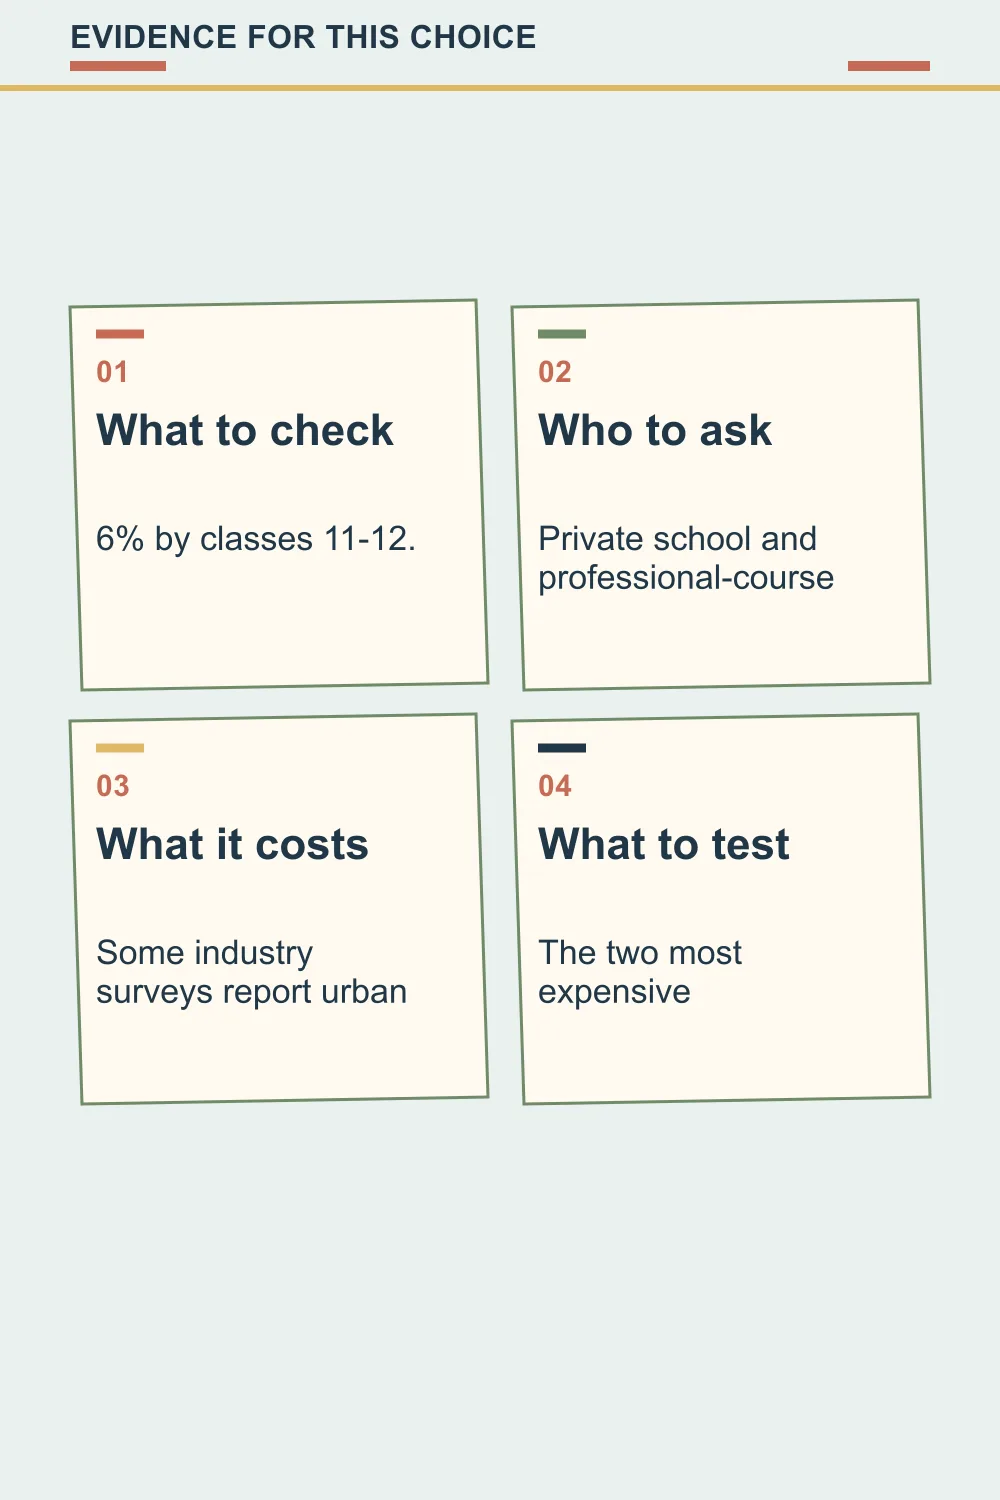 EVIDENCE FOR THIS CHOICE
01
What to check
6% by classes 11-12.
02
Who to ask
Private school and
professional-course
03
What it costs
Some industry
surveys report urban
04
What to test
The two most
expensive